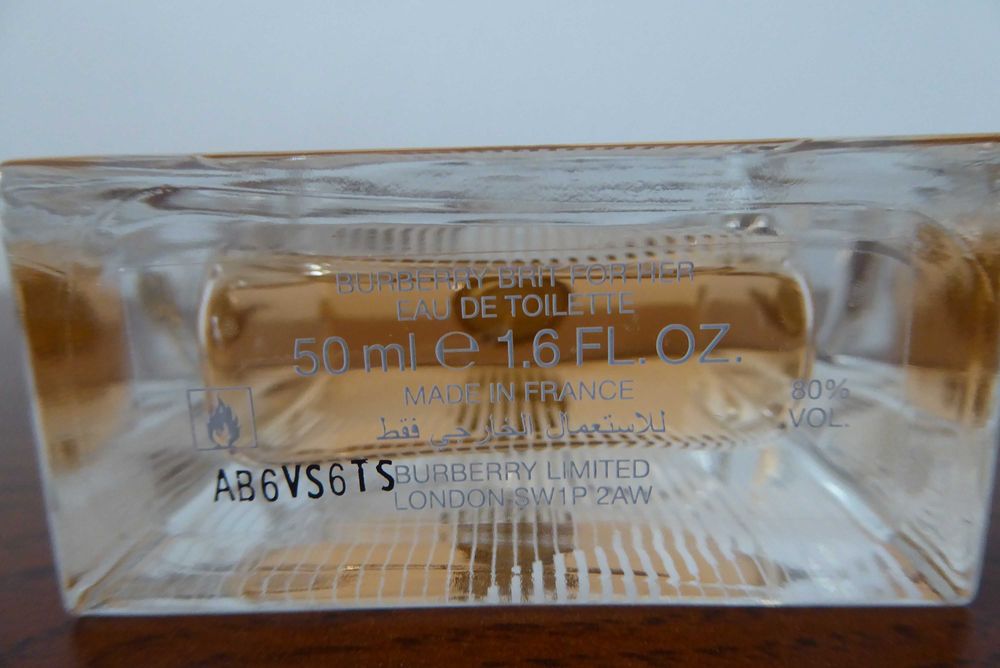 BURBERRY BRIT FOR HER
EAU DE TOILETTE
50 ml ℮ 1.6 FL. OZ.
MADE IN FRANCE
80%
VOL.
للاستعمال الخارجي فقط
AB6VS6TS
BURBERRY LIMITED
LONDON SW1P 2AW